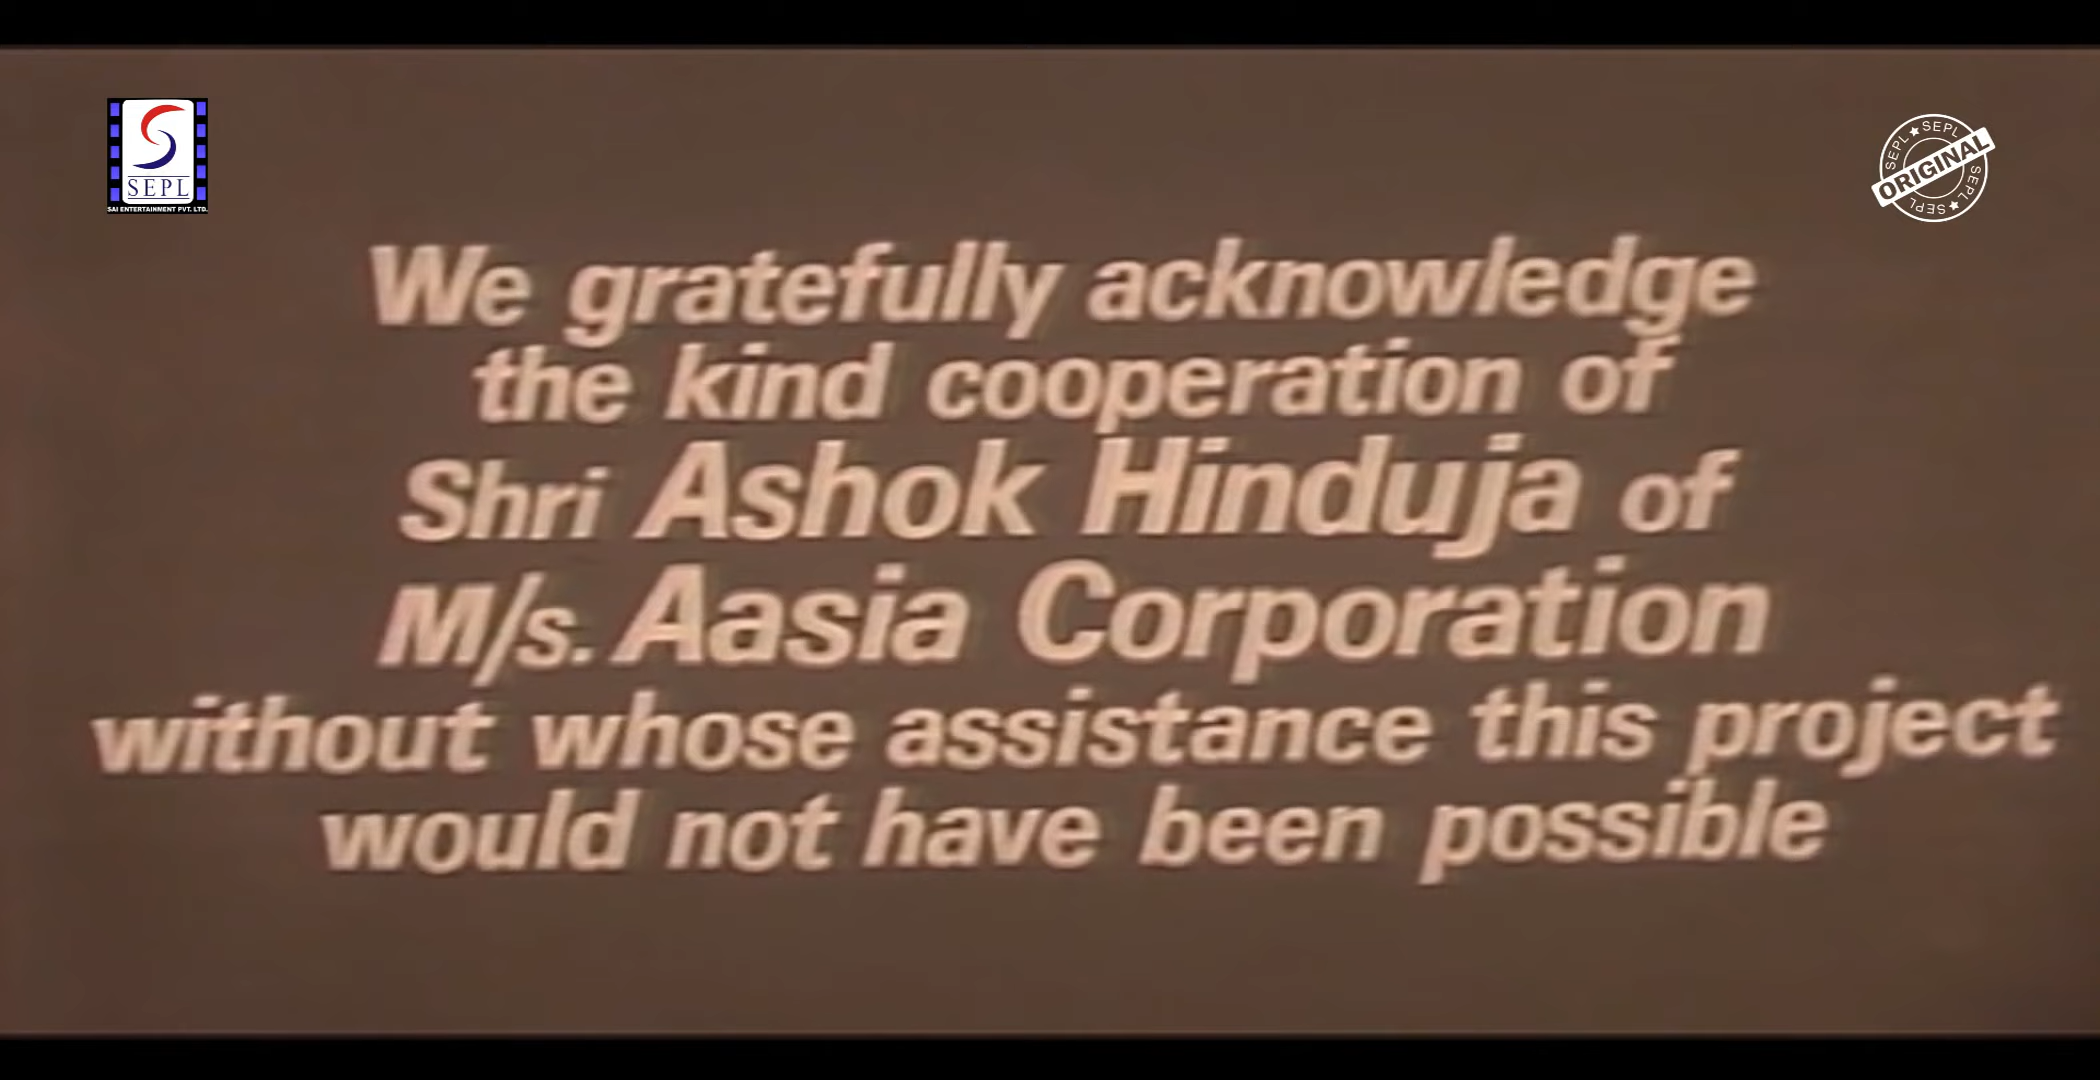 SEPL
SAI ENTERTAINMENT PVT. LTD.
SEPL ★ SEPL ★ SEPL SEPL
ORIGINAL
We gratefully acknowledge
the kind cooperation of
Shri Ashok Hinduja of
M/s. Aasia Corporation
without whose assistance this project
would not have been possible